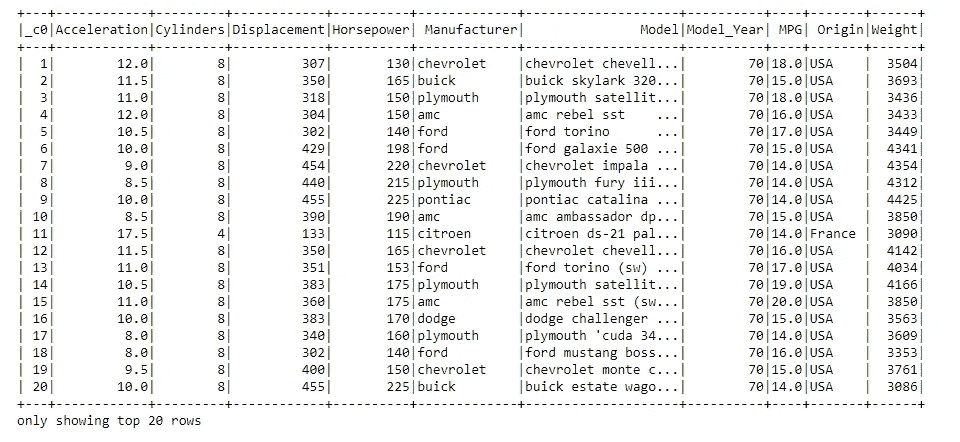 +---+------------+---------+------------+----------+-------------+--------------------+----------+----+-------+------+
|_c0|Acceleration|Cylinders|Displacement|Horsepower| Manufacturer|               Model|Model_Year| MPG| Origin|Weight|
+---+------------+---------+------------+----------+-------------+--------------------+----------+----+-------+------+
|  1|        12.0|        8|         307|       130|chevrolet    |chevrolet chevell...|        70|18.0|USA    |  3504|
|  2|        11.5|        8|         350|       165|buick        |buick skylark 320...|        70|15.0|USA    |  3693|
|  3|        11.0|        8|         318|       150|plymouth     |plymouth satellit...|        70|18.0|USA    |  3436|
|  4|        12.0|        8|         304|       150|amc          |amc rebel sst    ...|        70|16.0|USA    |  3433|
|  5|        10.5|        8|         302|       140|ford         |ford torino      ...|        70|17.0|USA    |  3449|
|  6|        10.0|        8|         429|       198|ford         |ford galaxie 500 ...|        70|15.0|USA    |  4341|
|  7|         9.0|        8|         454|       220|chevrolet    |chevrolet impala ...|        70|14.0|USA    |  4354|
|  8|         8.5|        8|         440|       215|plymouth     |plymouth fury iii...|        70|14.0|USA    |  4312|
|  9|        10.0|        8|         455|       225|pontiac      |pontiac catalina ...|        70|14.0|USA    |  4425|
| 10|         8.5|        8|         390|       190|amc          |amc ambassador dp...|        70|15.0|USA    |  3850|
| 11|        17.5|        4|         133|       115|citroen      |citroen ds-21 pal...|        70|14.0|France |  3090|
| 12|        11.5|        8|         350|       165|chevrolet    |chevrolet chevell...|        70|16.0|USA    |  4142|
| 13|        11.0|        8|         351|       153|ford         |ford torino (sw) ...|        70|17.0|USA    |  4034|
| 14|        10.5|        8|         383|       175|plymouth     |plymouth satellit...|        70|19.0|USA    |  4166|
| 15|        11.0|        8|         360|       175|amc          |amc rebel sst (sw...|        70|20.0|USA    |  3850|
| 16|        10.0|        8|         383|       170|dodge        |dodge challenger ...|        70|15.0|USA    |  3563|
| 17|         8.0|        8|         340|       160|plymouth     |plymouth 'cuda 34...|        70|14.0|USA    |  3609|
| 18|         8.0|        8|         302|       140|ford         |ford mustang boss...|        70|16.0|USA    |  3353|
| 19|         9.5|        8|         400|       150|chevrolet    |chevrolet monte c...|        70|15.0|USA    |  3761|
| 20|        10.0|        8|         455|       225|buick        |buick estate wago...|        70|14.0|USA    |  3086|
+---+------------+---------+------------+----------+-------------+--------------------+----------+----+-------+------+
only showing top 20 rows